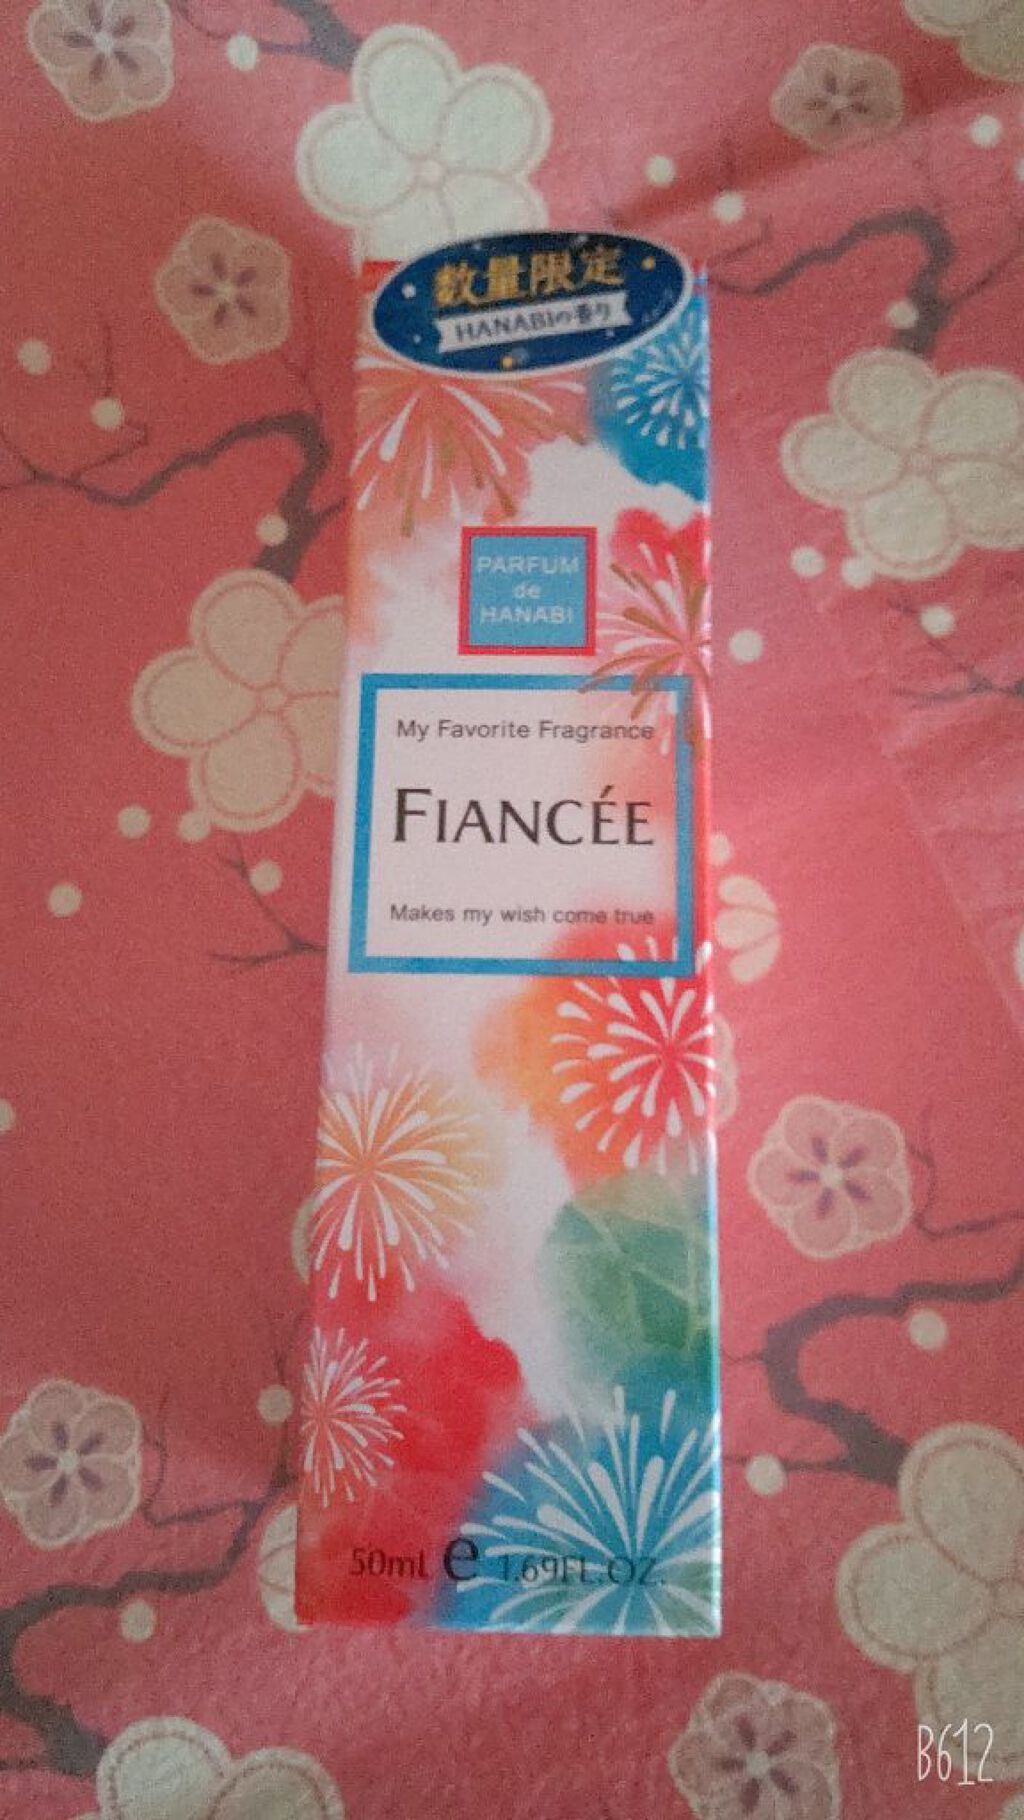 数量限定
HANABIの香り
PARFUM
de
HANABI
My Favorite Fragrance
FIANCÉE
Makes my wish come true
50ml e 1.69FL.OZ.
B612